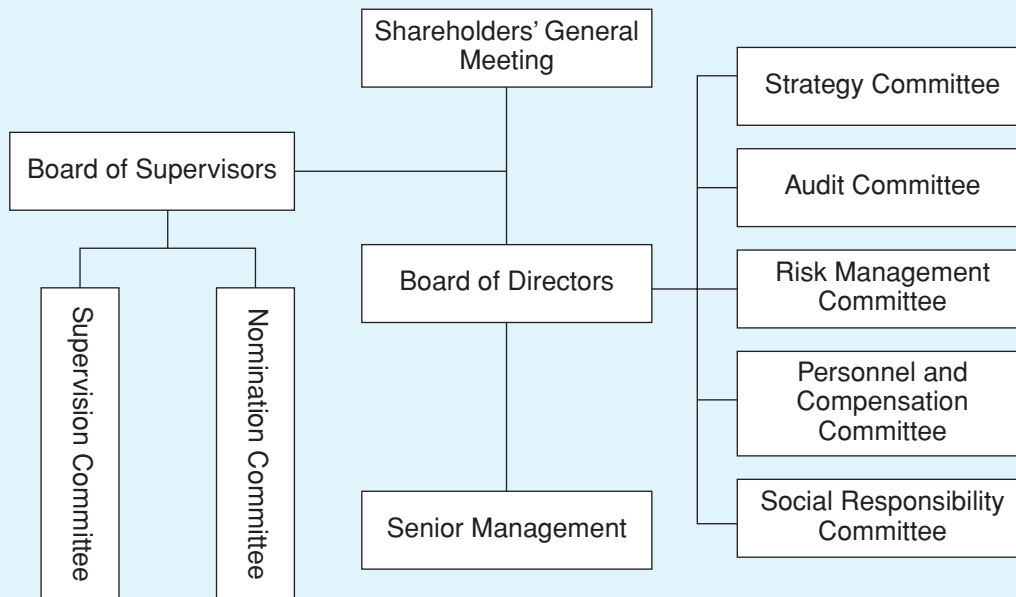 Shareholders’ General
Meeting
Strategy Committee
Board of Supervisors
Audit Committee
Board of Directors
Risk Management
Committee
Supervision Committee
Nomination Committee
Personnel and
Compensation
Committee
Senior Management
Social Responsibility
Committee